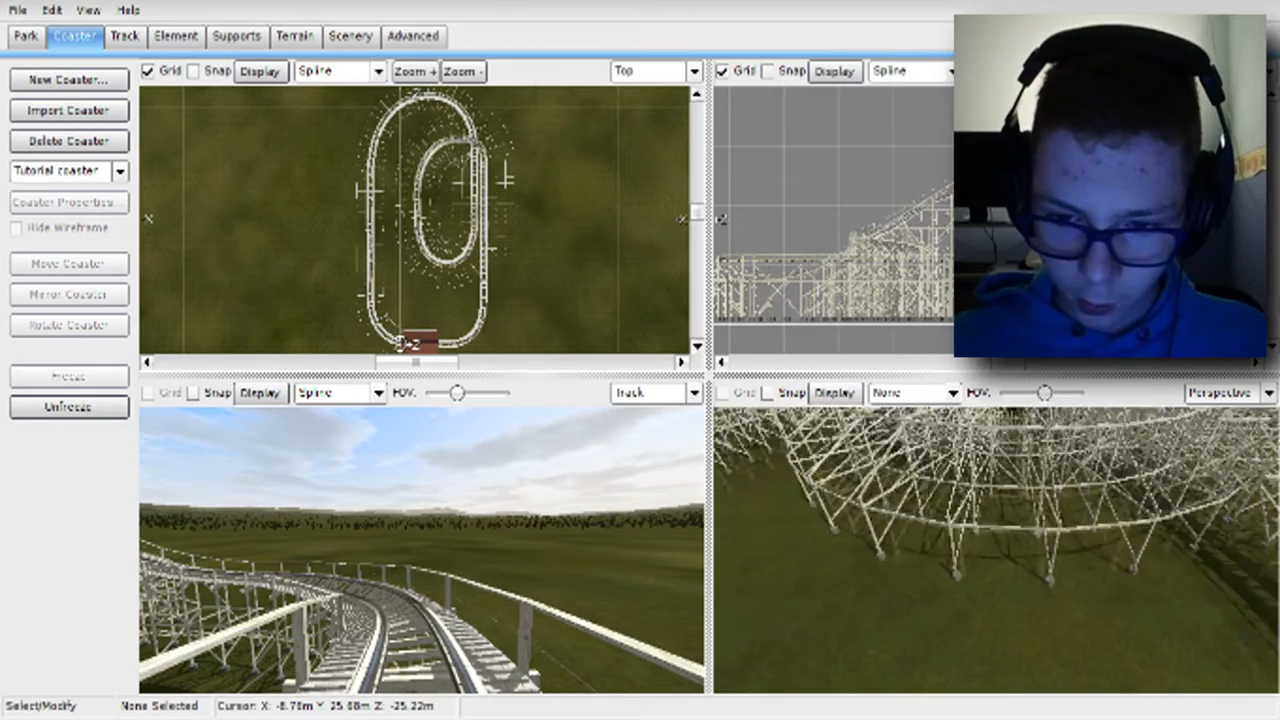 File Edit View Help
Park Coaster Track Element Supports Terrain Scenery Advanced
New Coaster... Grid Snap Display Spline Zoom + Zoom - Top Grid Snap Display Spline
Import Coaster
Delete Coaster
Tutorial coaster
Coaster Properties...
Hide Wireframe
Move Coaster
Mirror Coaster
Rotate Coaster
Freeze
Unfreeze
Grid Snap Display Spline FOV: Track Grid Snap Display None FOV: Perspective
Select/Modify None Selected Cursor: X: -8.76m Y: 25.68m Z: -25.22m